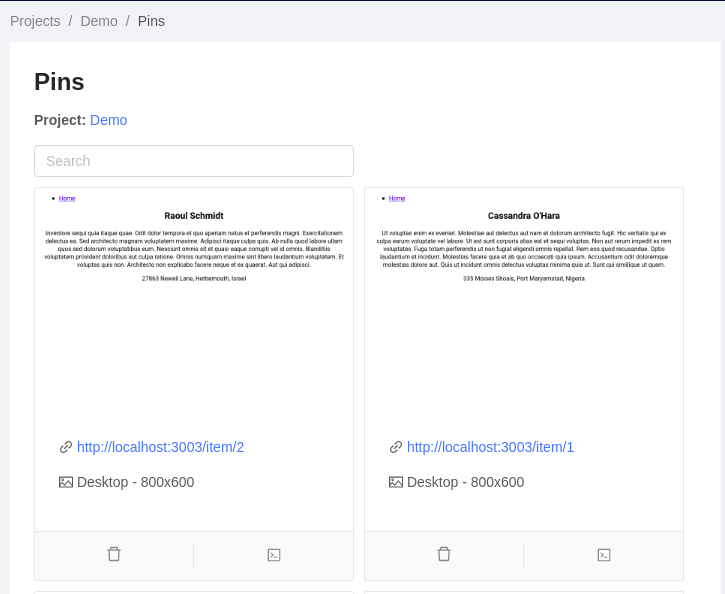 Projects / Demo / Pins
Pins
Project: Demo
Search
Home
Raoul Schmidt
Inventore sequi quia itaque quae. Odit dolor tempora et quo aperiam natus et perferendis magni. Exercitationem
delectus ea. Sed architecto magnam voluptatem maxime. Adipisci itaque culpa quis. Ab nulla quod labore ullam
quos sed dolorum voluptatibus eum. Nesciunt omnis sit et quasi eaque corrupti vel id omnis. Blanditiis
voluptatem provident doloribus aut culpa ratione. Omnis numquam maxime sint libero laudantium voluptatem. Et
voluptas quis non. Architecto non explicabo facere neque et ex quaerat. Aut qui adipisci.
27863 Newell Lane, Hettiemouth, Israel
http://localhost:3003/item/2
Desktop - 800x600
Home
Cassandra O'Hara
Ut voluptas enim ex eveniet. Molestiae aut delectus aut nam et dolorum architecto fugit. Hic veritatis qui ex
culpa earum voluptate vel labore. Ut est sunt corporis alias est et sequi voluptas. Non aut rerum impedit ex rem
voluptates. Fuga totam perferendis ut non fugiat eligendi omnis repellat. Rem eos quod recusandae. Optio
laudantium et incidunt. Molestias facere quia et ab quo occaecati quia ipsum. Accusantium odit doloremque
molestias dolore aut. Quis ut incidunt omnis delectus voluptas minima quia ut. Sunt qui similique ut quam.
335 Moises Shoals, Port Maryamstad, Nigeria
http://localhost:3003/item/1
Desktop - 800x600